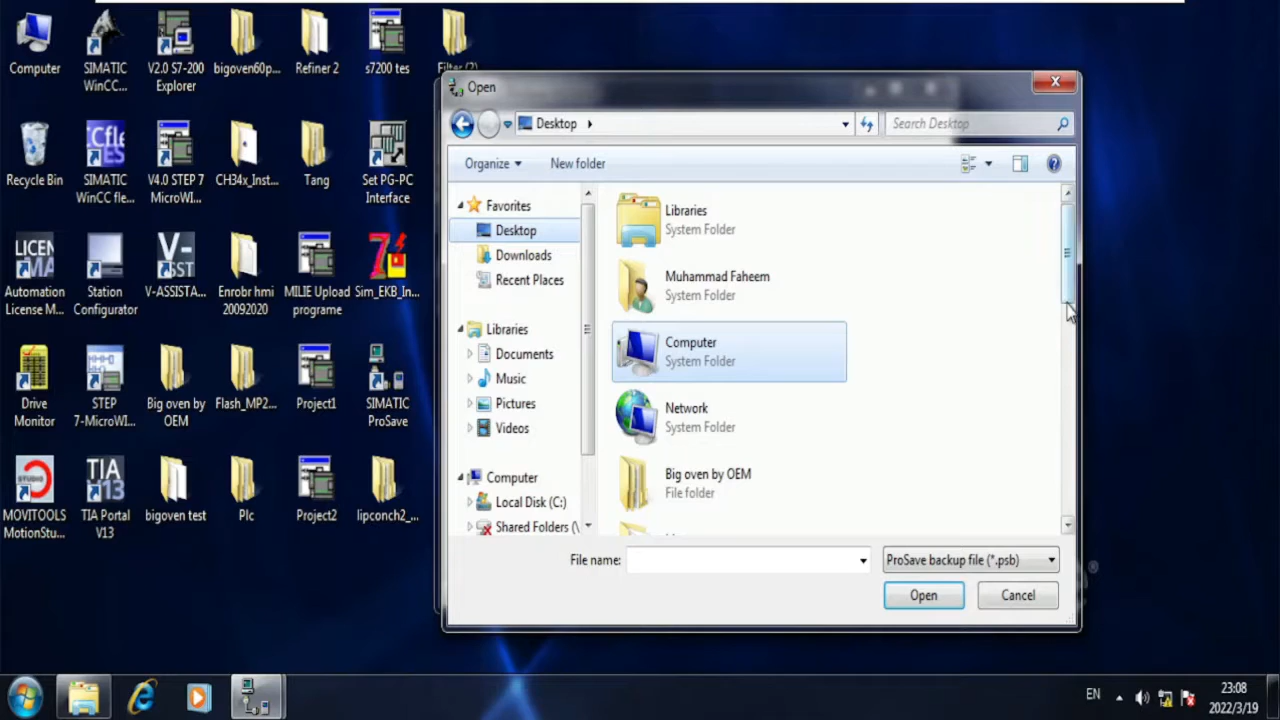 Computer
SIMATIC
WinCC...
V2.0 S7-200
Explorer
bigoven60p...
Refiner 2
s7200 tes
Filter (2)
Recycle Bin
SIMATIC
WinCC fle...
V4.0 STEP 7
MicroWI...
CH34x_Inst...
Tang
Set PG-PC
Interface
Automation
License M...
Station
Configurator
V-ASSISTA...
Enrobr hmi
20092020
MILIE Upload
programe
Sim_EKB_In...
Drive
Monitor
STEP
7-MicroWI...
Big oven by
OEM
Flash_MP2...
Project1
SIMATIC
ProSave
MOVITOOLS
MotionStu...
TIA Portal
V13
bigoven test
Plc
Project2
lipconch2_...
Open
Desktop
Search Desktop
Organize
New folder
Favorites
Desktop
Downloads
Recent Places
Libraries
Documents
Music
Pictures
Videos
Computer
Local Disk (C:)
Shared Folders (\
Libraries
System Folder
Muhammad Faheem
System Folder
Computer
System Folder
Network
System Folder
Big oven by OEM
File folder
File name:
ProSave backup file (*.psb)
Open
Cancel
EN
23:08
2022/3/19